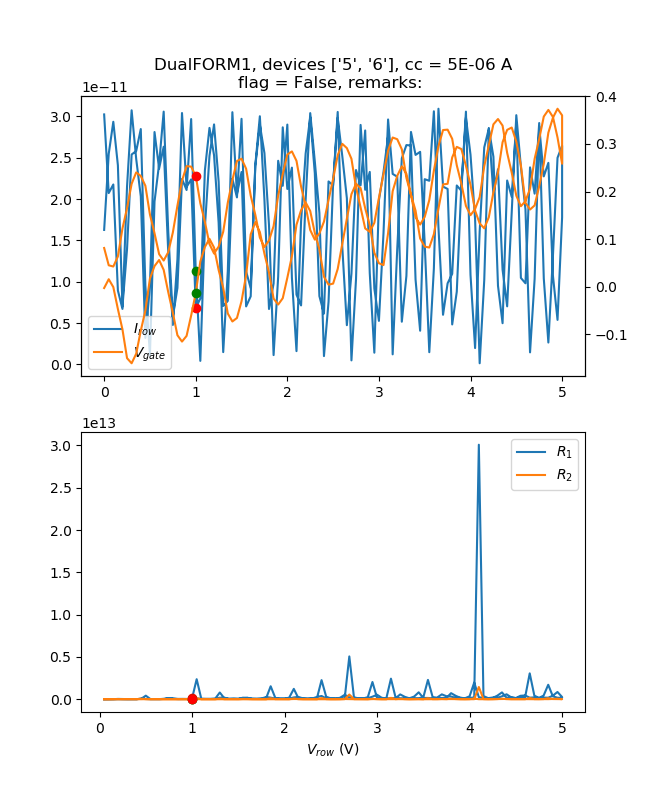 DualFORM1, devices ['5', '6'], cc = 5E-06 A
flag = False, remarks:
1e−11
3.0
2.5
2.0
1.5
1.0
0.5
0.0
0.4
0.3
0.2
0.1
0.0
−0.1
I_row
V_gate
0 1 2 3 4 5
1e13
3.0
2.5
2.0
1.5
1.0
0.5
0.0
R_1
R_2
0 1 2 3 4 5
V_row (V)